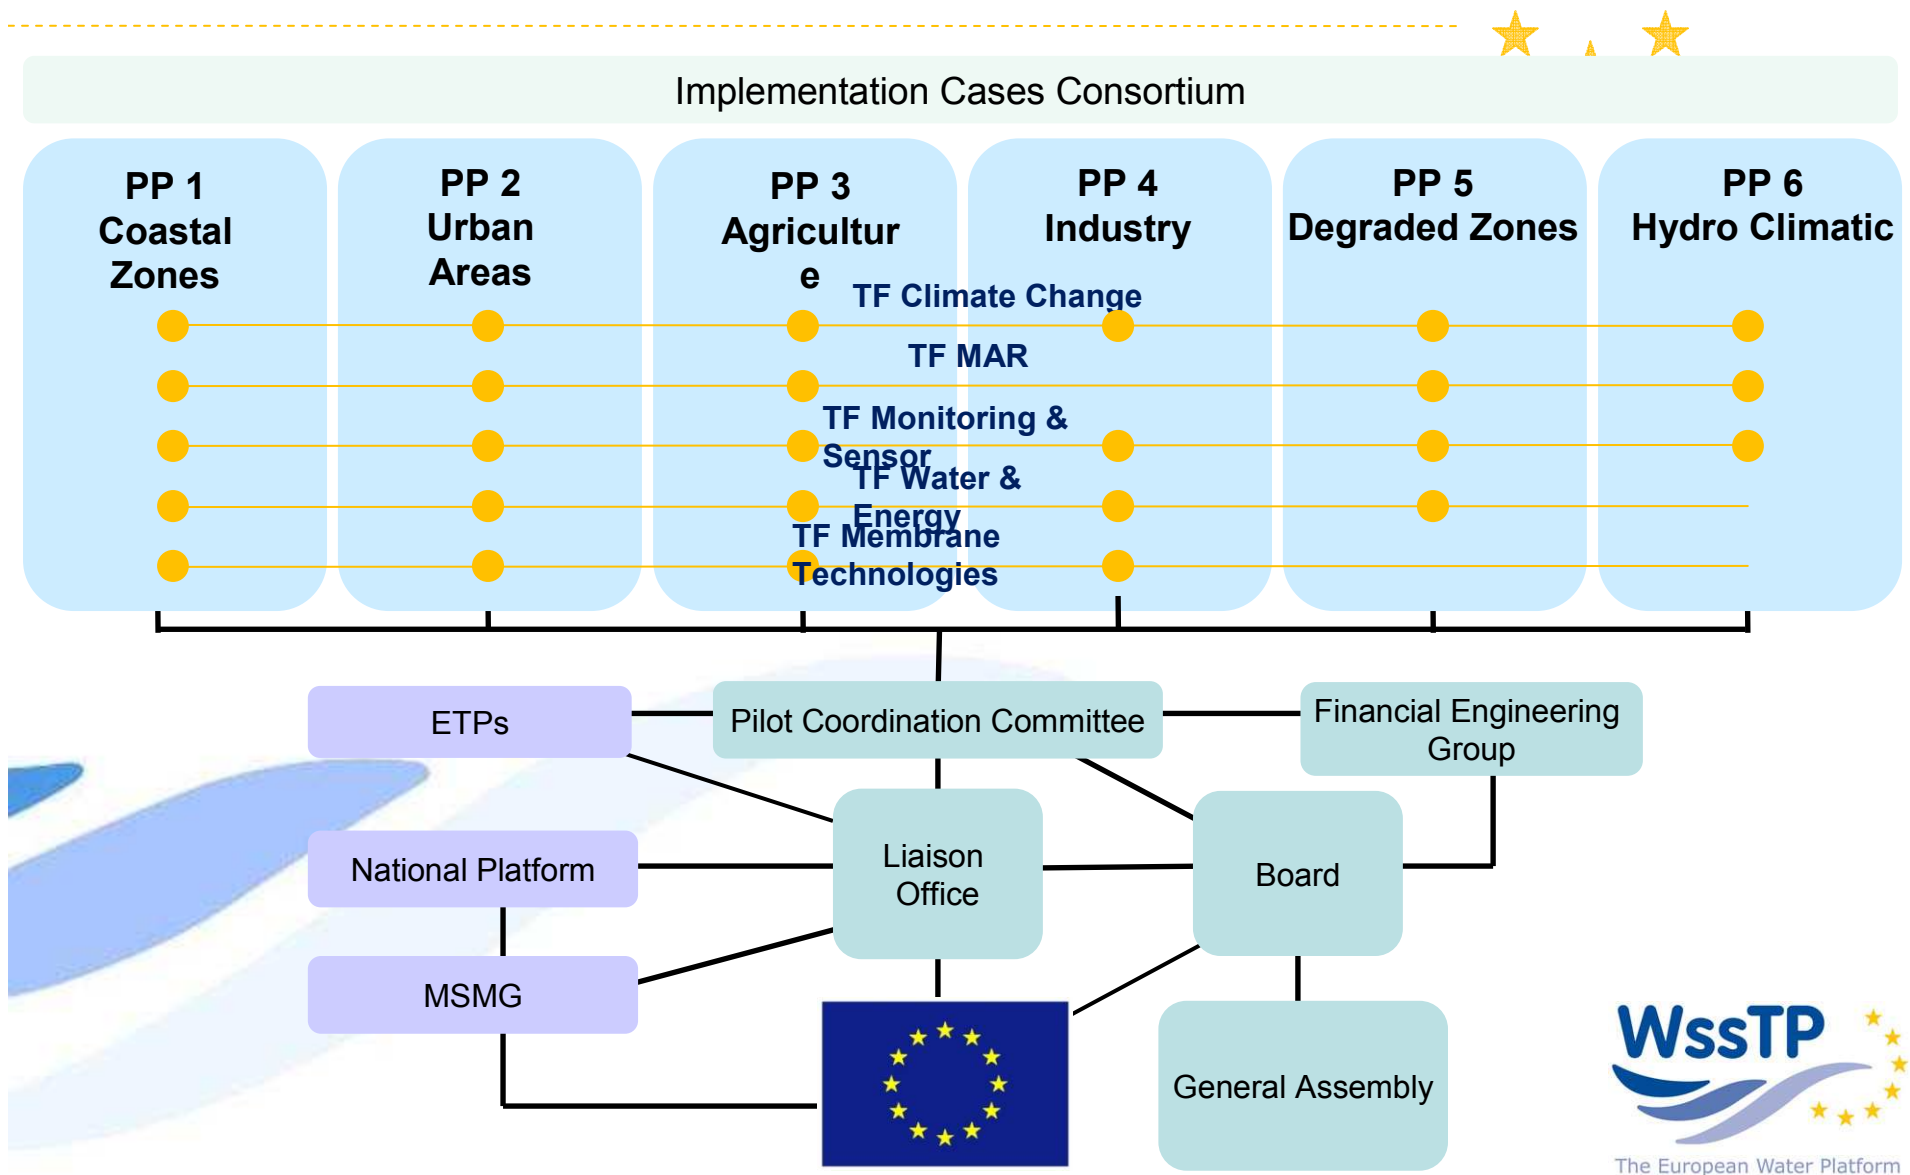 Implementation Cases Consortium
PP 1
Coastal
Zones
PP 2
Urban
Areas
PP 3
Agricultur
e
PP 4
Industry
PP 5
Degraded Zones
PP 6
Hydro Climatic
TF Climate Change
TF MAR
TF Monitoring &
Sensor
TF Water &
Energy
TF Membrane
Technologies
ETPs
Pilot Coordination Committee
Financial Engineering
Group
National Platform
Liaison
Office
Board
MSMG
General Assembly
WssTP
The European Water Platform